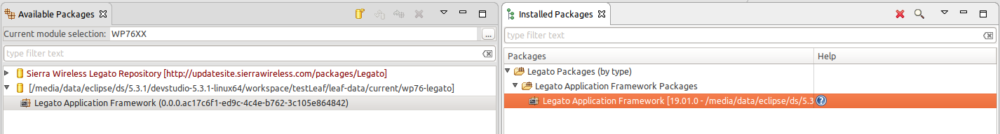 Available Packages
Current module selection: WP76XX ...
type filter text
Sierra Wireless Legato Repository [http://updatesite.sierrawireless.com/packages/Legato]
[/media/data/eclipse/ds/5.3.1/devstudio-5.3.1-linux64/workspace/testLeaf/leaf-data/current/wp76-legato]
Legato Application Framework (0.0.0.ac17c6f1-ed9c-4c4e-b762-3c105e864842)
Installed Packages
type filter text
Packages Help
Legato Packages (by type)
Legato Application Framework Packages
Legato Application Framework [19.01.0 - /media/data/eclipse/ds/5.3 ?